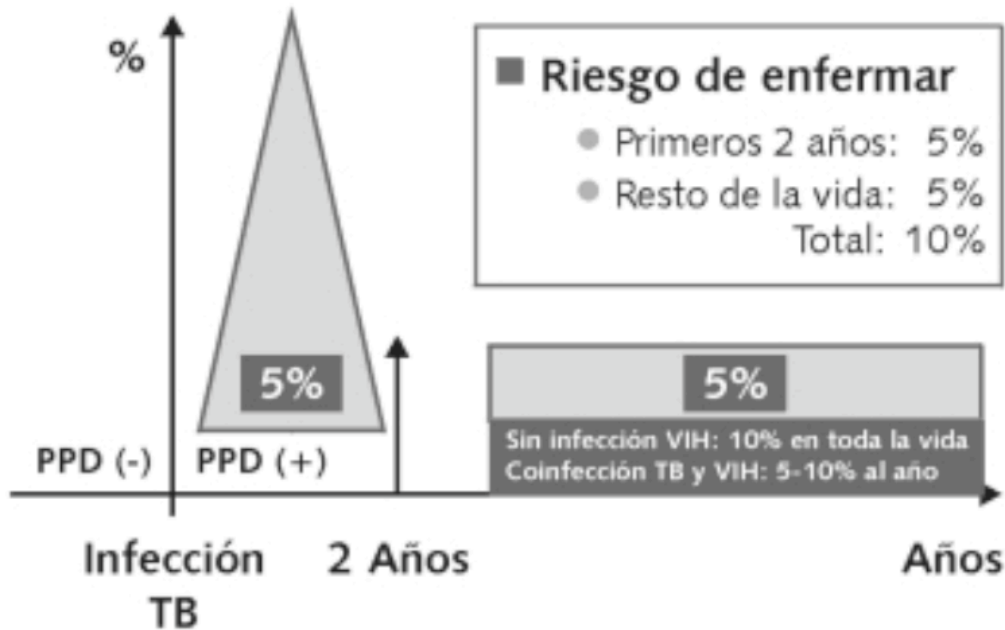 %
■ Riesgo de enfermar
● Primeros 2 años: 5%
● Resto de la vida: 5%
Total: 10%
5%
5%
Sin infección VIH: 10% en toda la vida
Coinfección TB y VIH: 5-10% al año
PPD (-)
PPD (+)
Infección
TB
2 Años
Años